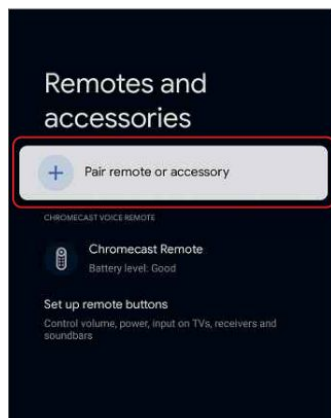 Remotes and
accessories
Pair remote or accessory
CHROMECAST VOICE REMOTE
Chromecast Remote
Battery level: Good
Set up remote buttons
Control volume, power, input on TVs, receivers and
soundbars